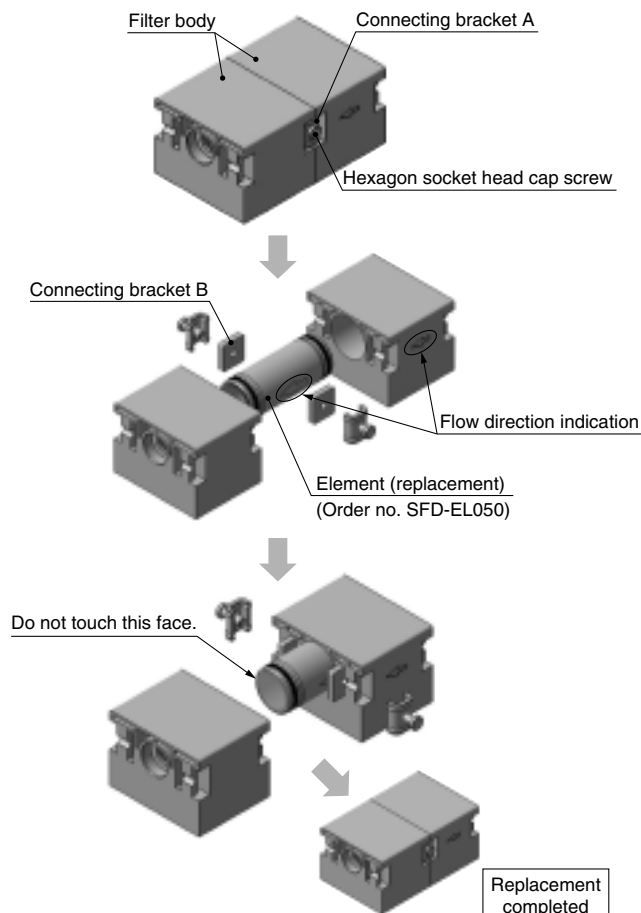 Filter body
Connecting bracket A
Hexagon socket head cap screw
Connecting bracket B
Flow direction indication
Element (replacement)
(Order no. SFD-EL050)
Do not touch this face.
Replacement
completed